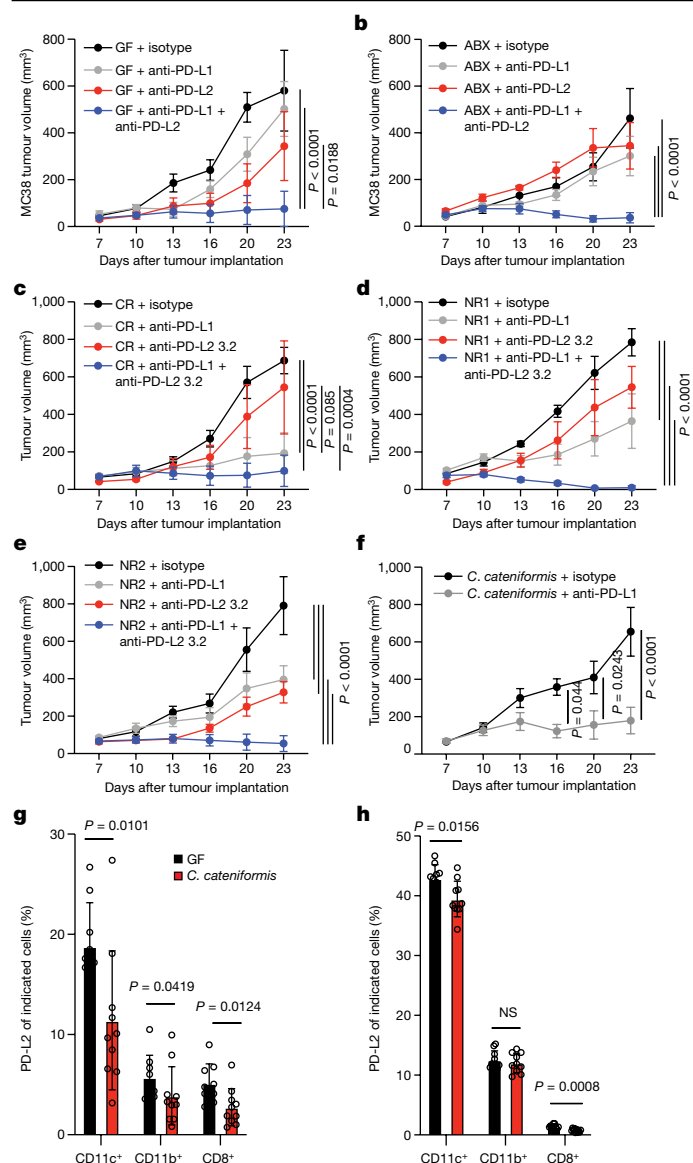 b
MC38 tumour volume (mm³)
800
600
400
200
0
GF + isotype
GF + anti-PD-L1
GF + anti-PD-L2
GF + anti-PD-L1 +
anti-PD-L2
P < 0.0001
P = 0.0188
7 10 13 16 20 23
Days after tumour implantation
MC38 tumour volume (mm³)
800
600
400
200
0
ABX + isotype
ABX + anti-PD-L1
ABX + anti-PD-L2
ABX + anti-PD-L1 +
anti-PD-L2
P < 0.0001
7 10 13 16 20 23
Days after tumour implantation
c
Tumour volume (mm³)
1,000
800
600
400
200
0
CR + isotype
CR + anti-PD-L1
CR + anti-PD-L2 3.2
CR + anti-PD-L1 +
anti-PD-L2 3.2
P < 0.0001
P = 0.085
P = 0.0004
7 10 13 16 20 23
Days after tumour implantation
d
Tumour volume (mm³)
1,000
800
600
400
200
0
NR1 + isotype
NR1 + anti-PD-L1
NR1 + anti-PD-L2 3.2
NR1 + anti-PD-L1 +
anti-PD-L2 3.2
P < 0.0001
7 10 13 16 20 23
Days after tumour implantation
e
Tumour volume (mm³)
1,000
800
600
400
200
0
NR2 + isotype
NR2 + anti-PD-L1
NR2 + anti-PD-L2 3.2
NR2 + anti-PD-L1 +
anti-PD-L2 3.2
P < 0.0001
7 10 13 16 20 23
Days after tumour implantation
f
Tumour volume (mm³)
1,000
800
600
400
200
0
C. cateniformis + isotype
C. cateniformis + anti-PD-L1
P = 0.044
P = 0.0243
P < 0.0001
7 10 13 16 20 23
Days after tumour implantation
g
PD-L2 of indicated cells (%)
30
20
10
0
P = 0.0101
GF
C. cateniformis
P = 0.0419
P = 0.0124
CD11c⁺ CD11b⁺ CD8⁺
h
PD-L2 of indicated cells (%)
50
40
30
20
10
0
P = 0.0156
NS
P = 0.0008
CD11c⁺ CD11b⁺ CD8⁺